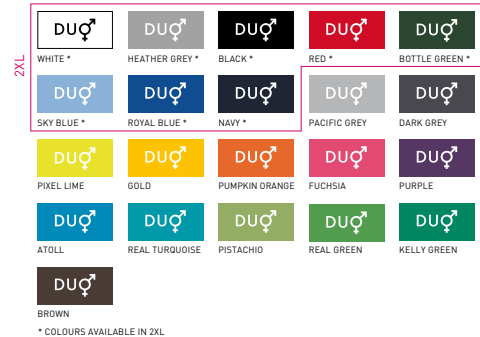 2XL
DUO DUO DUO DUO DUO
WHITE * HEATHER GREY * BLACK * RED * BOTTLE GREEN *
DUO DUO DUO DUO DUO
SKY BLUE * ROYAL BLUE * NAVY * PACIFIC GREY DARK GREY
DUO DUO DUO DUO DUO
PIXEL LIME GOLD PUMPKIN ORANGE FUCHSIA PURPLE
DUO DUO DUO DUO DUO
ATOLL REAL TURQUOISE PISTACHIO REAL GREEN KELLY GREEN
DUO
BROWN
* COLOURS AVAILABLE IN 2XL